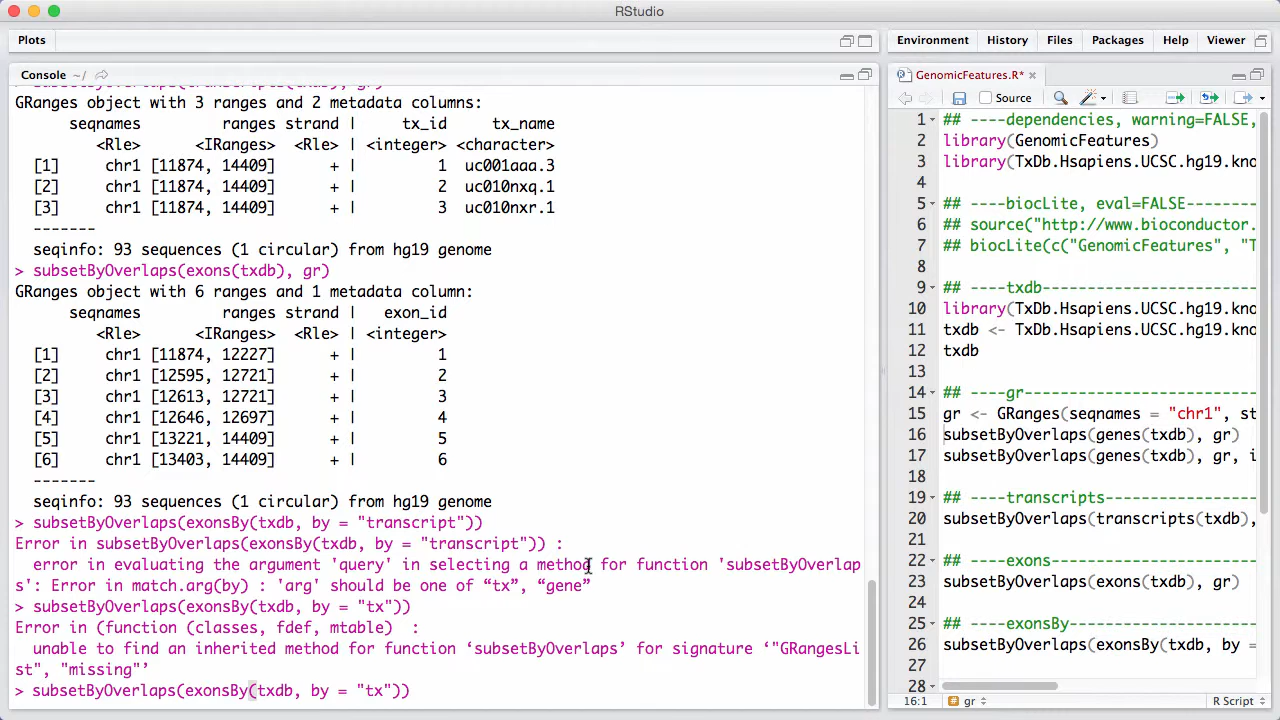 RStudio
Plots
Console ~/
subsetByOverlaps(transcripts(txdb), gr)
GRanges object with 3 ranges and 2 metadata columns:
seqnames ranges strand | tx_id tx_name
<Rle> <IRanges> <Rle> | <integer> <character>
[1] chr1 [11874, 14409] + | 1 uc001aaa.3
[2] chr1 [11874, 14409] + | 2 uc010nxq.1
[3] chr1 [11874, 14409] + | 3 uc010nxr.1
-------
seqinfo: 93 sequences (1 circular) from hg19 genome
> subsetByOverlaps(exons(txdb), gr)
GRanges object with 6 ranges and 1 metadata column:
seqnames ranges strand | exon_id
<Rle> <IRanges> <Rle> | <integer>
[1] chr1 [11874, 12227] + | 1
[2] chr1 [12595, 12721] + | 2
[3] chr1 [12613, 12721] + | 3
[4] chr1 [12646, 12697] + | 4
[5] chr1 [13221, 14409] + | 5
[6] chr1 [13403, 14409] + | 6
-------
seqinfo: 93 sequences (1 circular) from hg19 genome
> subsetByOverlaps(exonsBy(txdb, by = "transcript"))
Error in subsetByOverlaps(exonsBy(txdb, by = "transcript")) :
error in evaluating the argument 'query' in selecting a method for function 'subsetByOverlap
s': Error in match.arg(by) : 'arg' should be one of “tx”, “gene”
> subsetByOverlaps(exonsBy(txdb, by = "tx"))
Error in (function (classes, fdef, mtable) :
unable to find an inherited method for function ‘subsetByOverlaps’ for signature ‘"GRangesLi
st", "missing"’
> subsetByOverlaps(exonsBy(txdb, by = "tx"))
Environment History Files Packages Help Viewer
GenomicFeatures.R*
Source
1 ## ----dependencies, warning=FALSE,
2 library(GenomicFeatures)
3 library(TxDb.Hsapiens.UCSC.hg19.kno
4
5 ## ----biocLite, eval=FALSE------
6 ## source("http://www.bioconductor.
7 ## biocLite(c("GenomicFeatures", "T
8
9 ## ----txdb-----------------------
10 library(TxDb.Hsapiens.UCSC.hg19.kno
11 txdb <- TxDb.Hsapiens.UCSC.hg19.kno
12 txdb
13
14 ## ----gr--------------------------
15 gr <- GRanges(seqnames = "chr1", st
16 subsetByOverlaps(genes(txdb), gr)
17 subsetByOverlaps(genes(txdb), gr, i
18
19 ## ----transcripts-----------------
20 subsetByOverlaps(transcripts(txdb),
21
22 ## ----exons-----------------------
23 subsetByOverlaps(exons(txdb), gr)
24
25 ## ----exonsBy---------------------
26 subsetByOverlaps(exonsBy(txdb, by =
27
28
16:1 # gr R Script